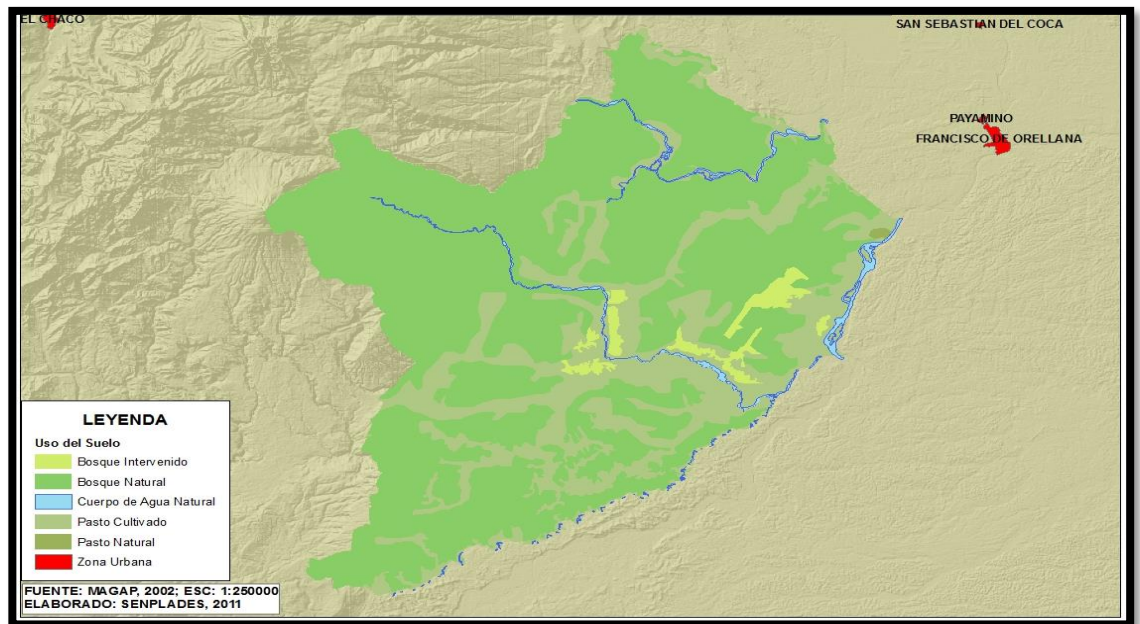 EL CHACO
SAN SEBASTIAN DEL COCA
PAYAMINO
FRANCISCO DE ORELLANA
LEYENDA
Uso del Suelo
Bosque Intervenido
Bosque Natural
Cuerpo de Agua Natural
Pasto Cultivado
Pasto Natural
Zona Urbana
FUENTE: MAGAP, 2002; ESC: 1:250000
ELABORADO: SENPLADES, 2011